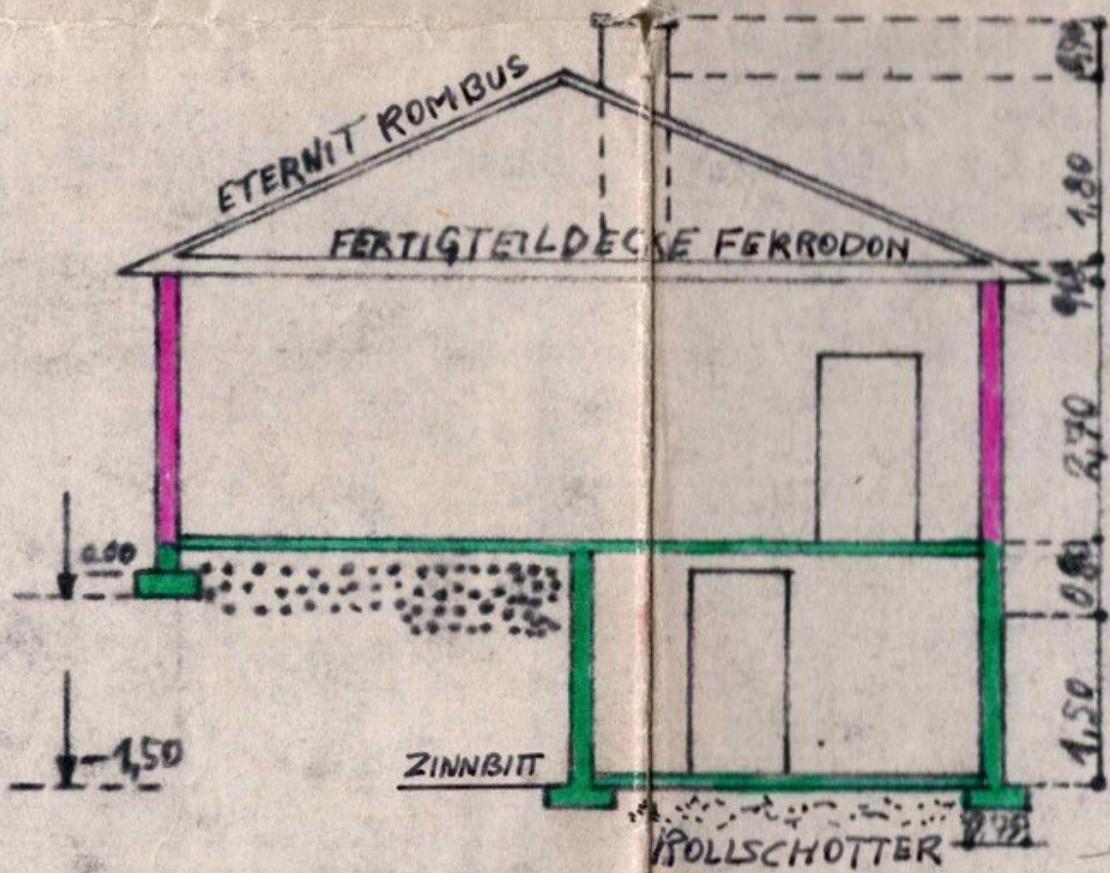 ETERNIT ROMBUS
FERTIGTEILDECKE FERRODON
1,80
2,70
0.00
1,50
-1,50
ZINNBITT
ROLLSCHOTTER